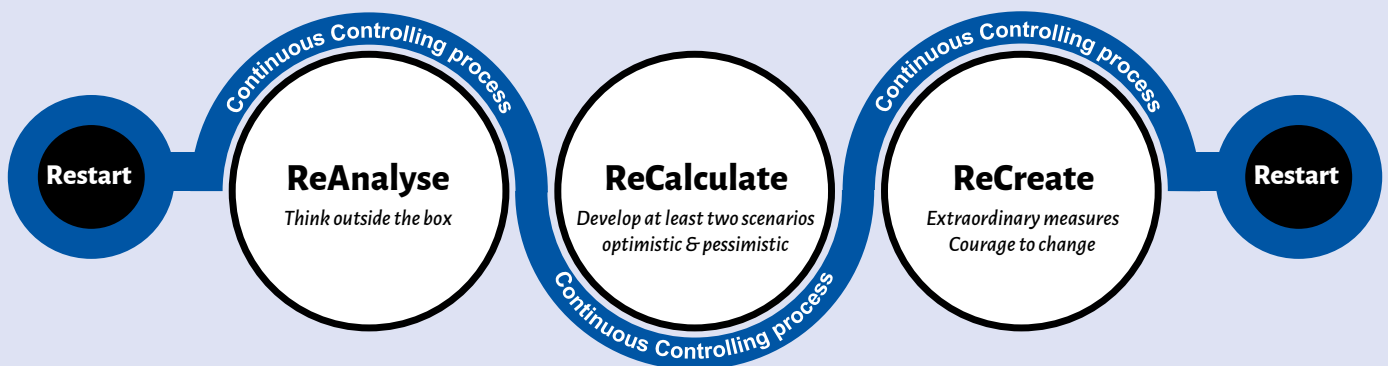 Restart
Continuous Controlling process
ReAnalyse
Think outside the box
ReCalculate
Develop at least two scenarios
optimistic & pessimistic
Continuous Controlling process
Continuous Controlling process
ReCreate
Extraordinary measures
Courage to change
Restart